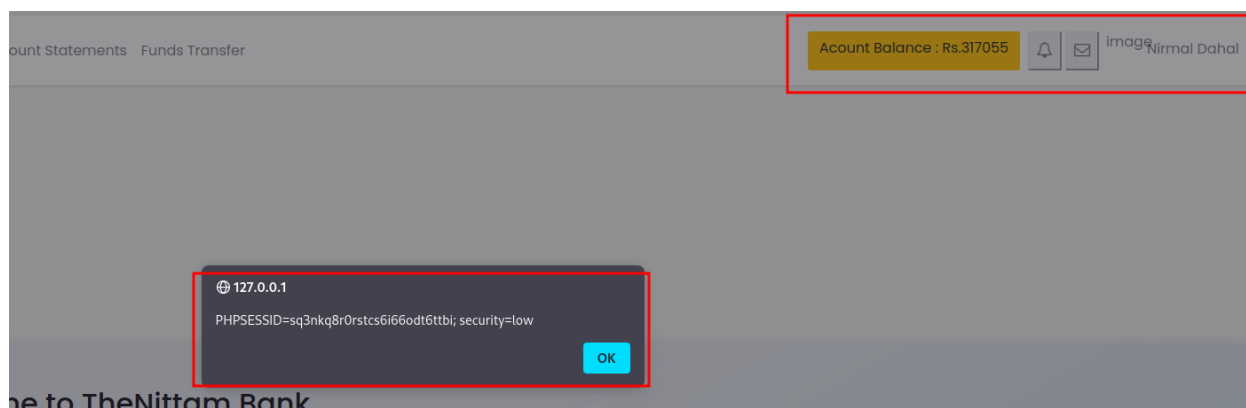 ount Statements Funds Transfer
Acount Balance : Rs.317055
image
Nirmal Dahal
127.0.0.1
PHPSESSID=sq3nkq8r0rstcs6i66odt6ttbi; security=low
OK
ne to TheNittam Bank